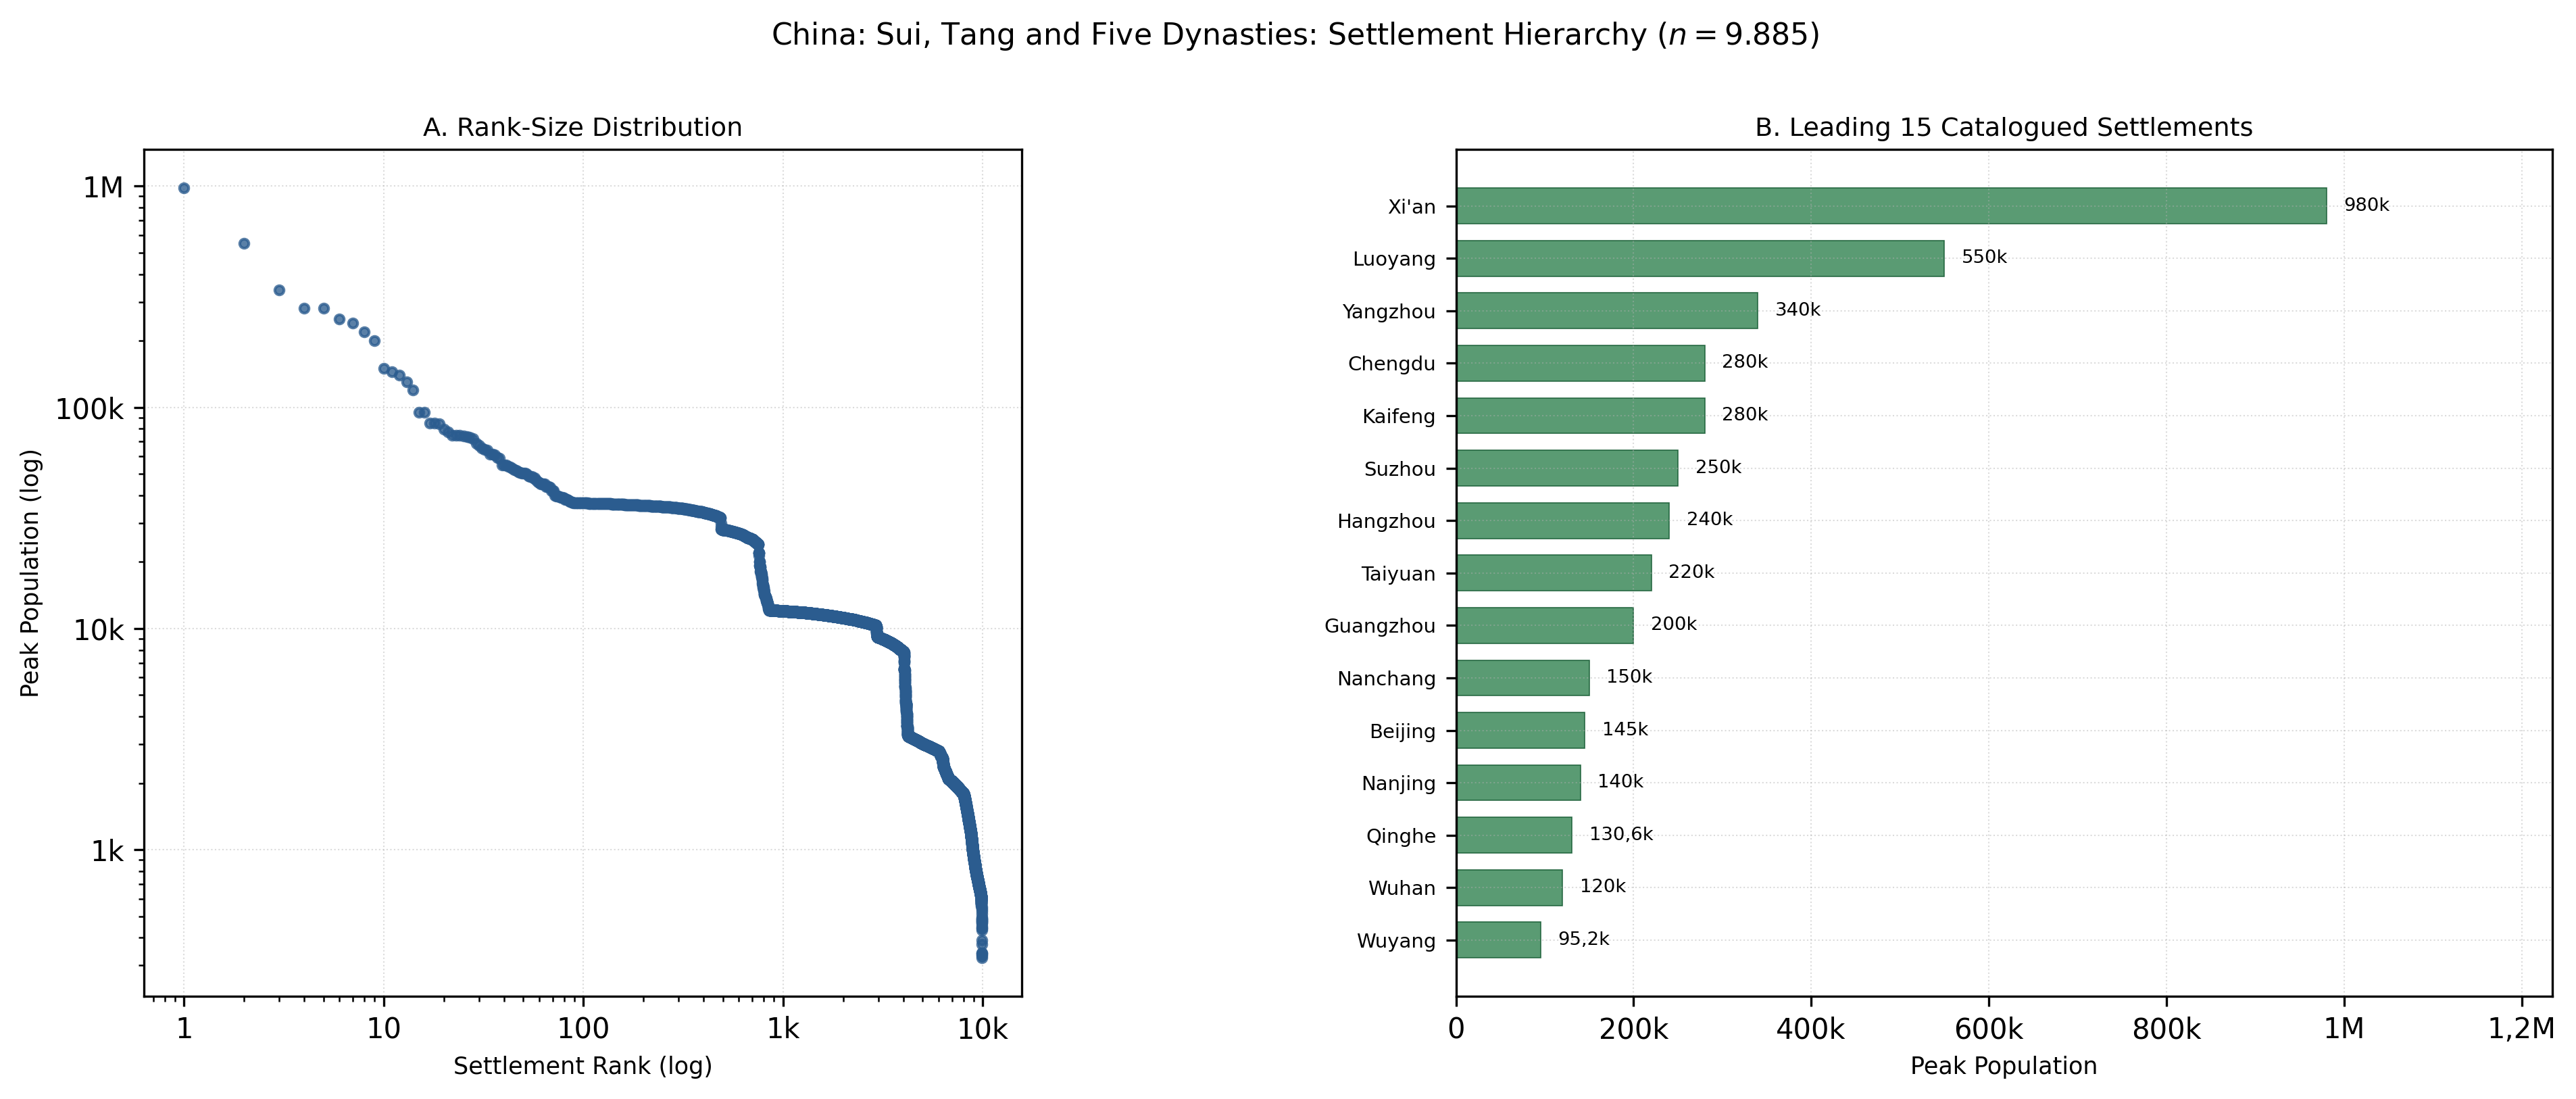 China: Sui, Tang and Five Dynasties: Settlement Hierarchy (n = 9.885)
A. Rank-Size Distribution
1M
100k
10k
1k
Peak Population (log)
1
10
100
1k
10k
Settlement Rank (log)
B. Leading 15 Catalogued Settlements
Xi'an
980k
Luoyang
550k
Yangzhou
340k
Chengdu
280k
Kaifeng
280k
Suzhou
250k
Hangzhou
240k
Taiyuan
220k
Guangzhou
200k
Nanchang
150k
Beijing
145k
Nanjing
140k
Qinghe
130,6k
Wuhan
120k
Wuyang
95,2k
0
200k
400k
600k
800k
1M
1,2M
Peak Population